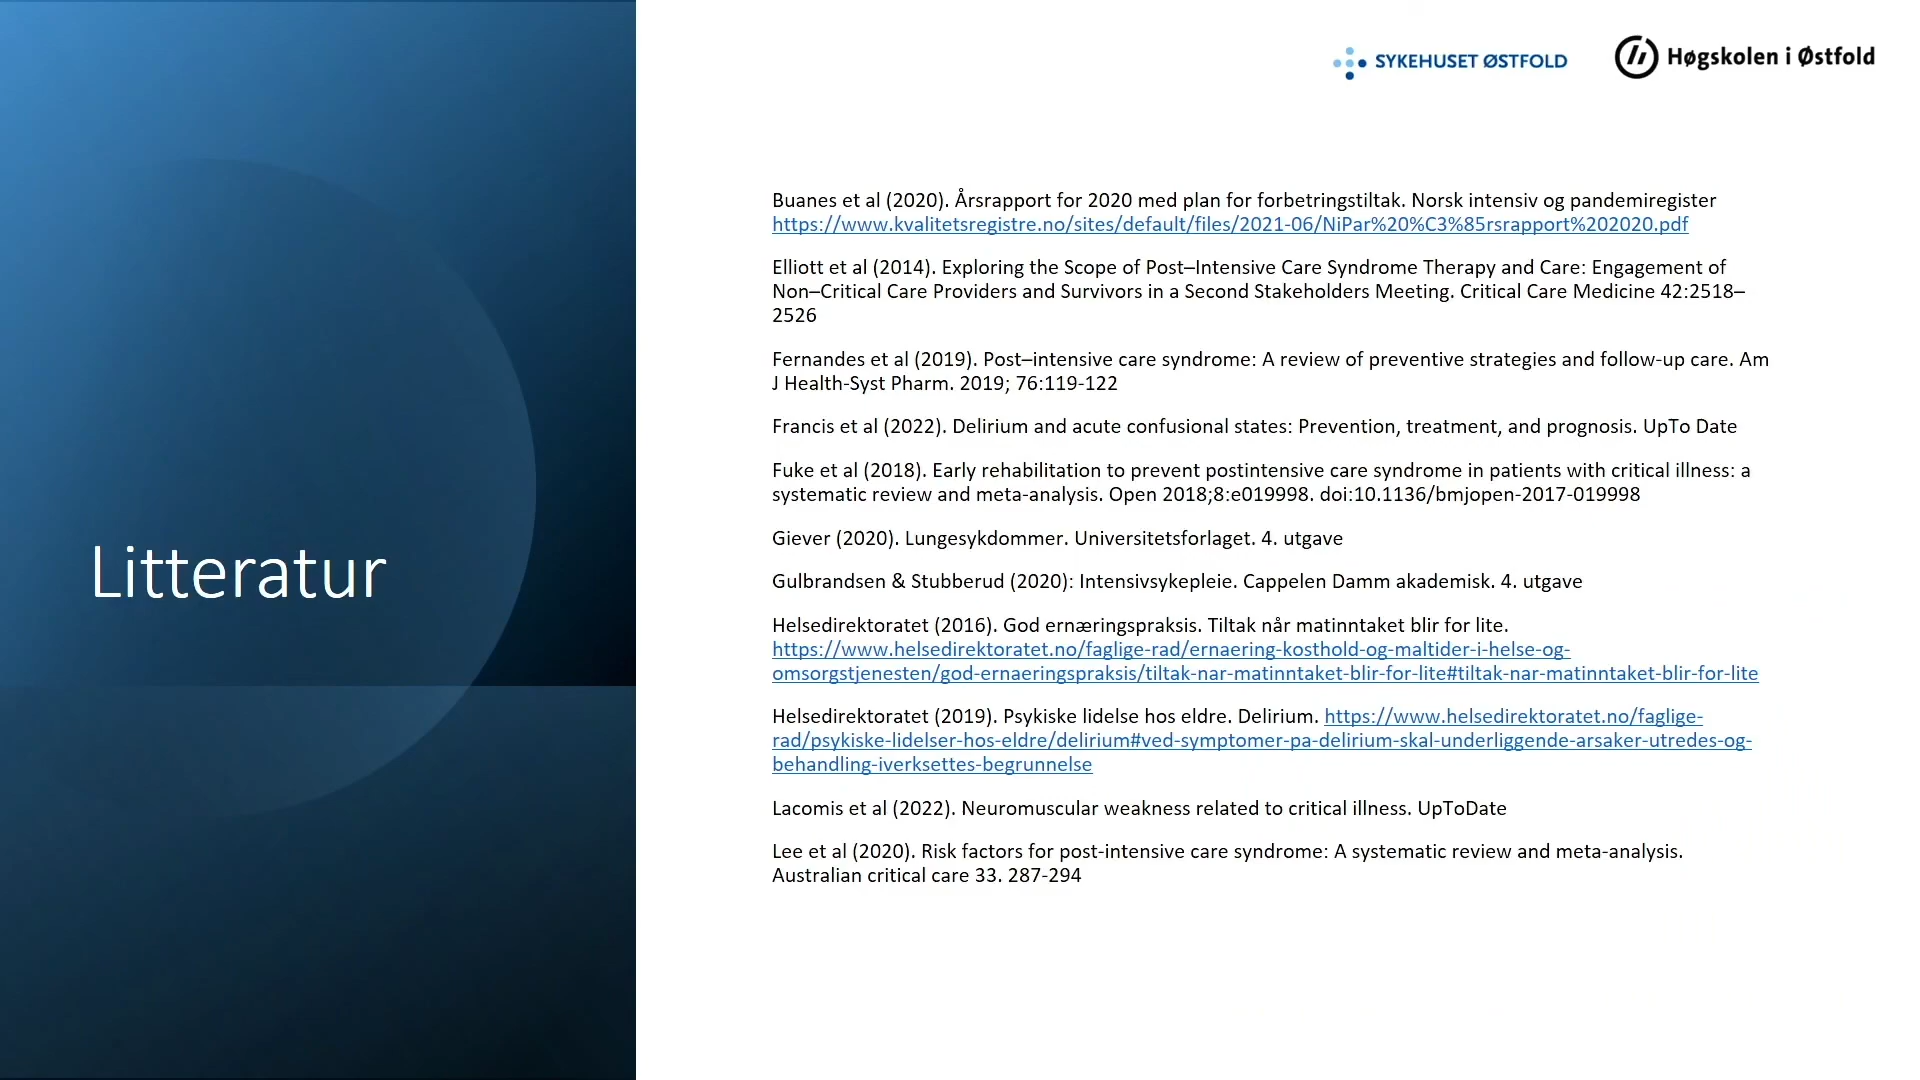 SYKEHUSET ØSTFOLD
Høgskolen i Østfold
Litteratur
Buanes et al (2020). Årsrapport for 2020 med plan for forbetringstiltak. Norsk intensiv og pandemiregister
https://www.kvalitetsregistre.no/sites/default/files/2021-06/NiPar%20%C3%85rsrapport%202020.pdf
Elliott et al (2014). Exploring the Scope of Post–Intensive Care Syndrome Therapy and Care: Engagement of
Non–Critical Care Providers and Survivors in a Second Stakeholders Meeting. Critical Care Medicine 42:2518–
2526
Fernandes et al (2019). Post–intensive care syndrome: A review of preventive strategies and follow-up care. Am
J Health-Syst Pharm. 2019; 76:119-122
Francis et al (2022). Delirium and acute confusional states: Prevention, treatment, and prognosis. UpTo Date
Fuke et al (2018). Early rehabilitation to prevent postintensive care syndrome in patients with critical illness: a
systematic review and meta-analysis. Open 2018;8:e019998. doi:10.1136/bmjopen-2017-019998
Giever (2020). Lungesykdommer. Universitetsforlaget. 4. utgave
Gulbrandsen & Stubberud (2020): Intensivsykepleie. Cappelen Damm akademisk. 4. utgave
Helsedirektoratet (2016). God ernæringspraksis. Tiltak når matinntaket blir for lite.
https://www.helsedirektoratet.no/faglige-rad/ernaering-kosthold-og-maltider-i-helse-og-
omsorgstjenesten/god-ernaeringspraksis/tiltak-nar-matinntaket-blir-for-lite#tiltak-nar-matinntaket-blir-for-lite
Helsedirektoratet (2019). Psykiske lidelse hos eldre. Delirium. https://www.helsedirektoratet.no/faglige-
rad/psykiske-lidelser-hos-eldre/delirium#ved-symptomer-pa-delirium-skal-underliggende-arsaker-utredes-og-
behandling-iverksettes-begrunnelse
Lacomis et al (2022). Neuromuscular weakness related to critical illness. UpToDate
Lee et al (2020). Risk factors for post-intensive care syndrome: A systematic review and meta-analysis.
Australian critical care 33. 287-294